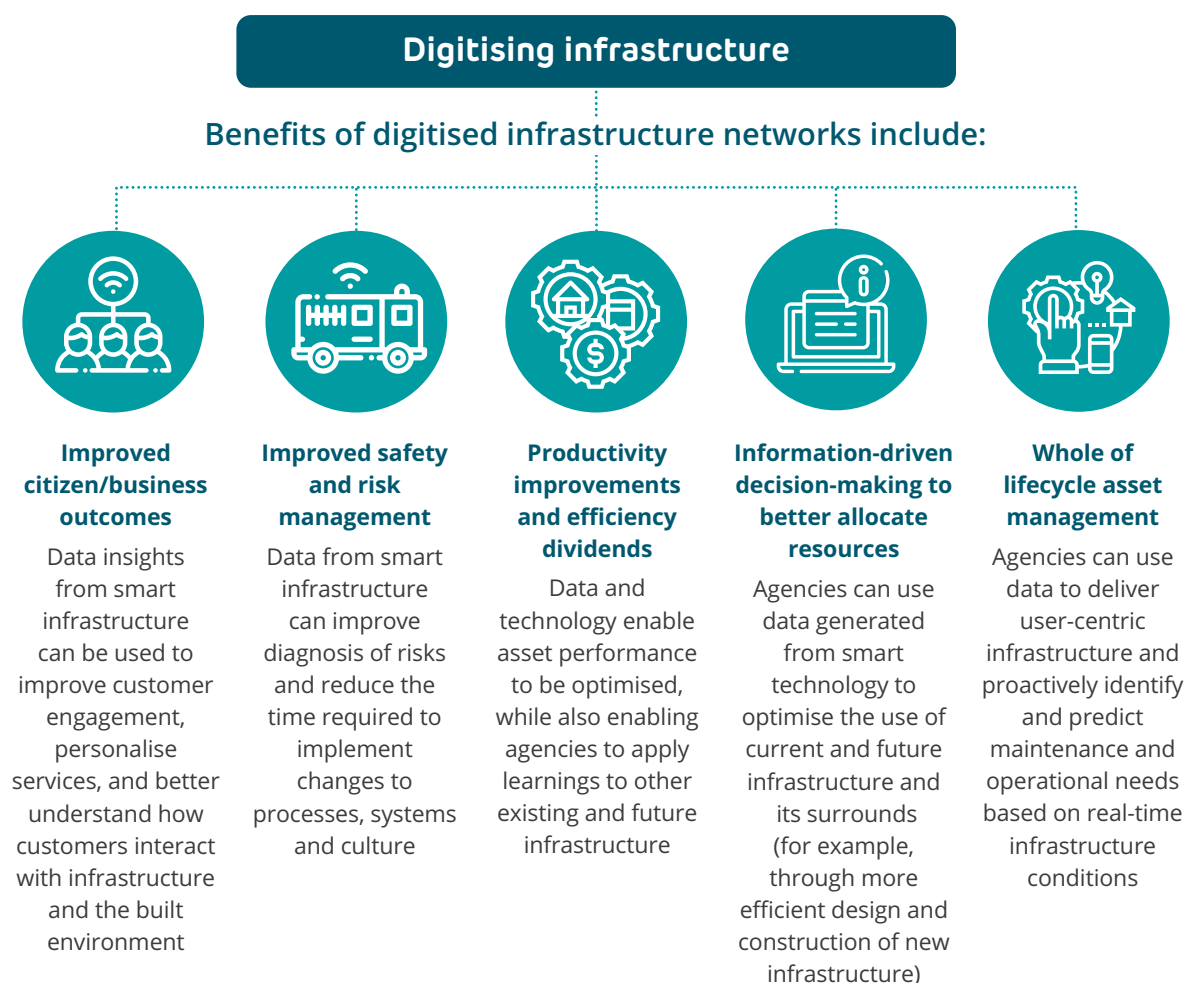 Digitising infrastructure
Benefits of digitised infrastructure networks include:
Improved
citizen/business
outcomes
Data insights
from smart
infrastructure
can be used to
improve customer
engagement,
personalise
services, and better
understand how
customers interact
with infrastructure
and the built
environment
Improved safety
and risk
management
Data from smart
infrastructure
can improve
diagnosis of risks
and reduce the
time required to
implement
changes to
processes, systems
and culture
Productivity
improvements
and efficiency
dividends
Data and
technology enable
asset performance
to be optimised,
while also enabling
agencies to apply
learnings to other
existing and future
infrastructure
Information-driven
decision-making to
better allocate
resources
Agencies can use
data generated
from smart
technology to
optimise the use of
current and future
infrastructure and
its surrounds
(for example,
through more
efficient design and
construction of new
infrastructure)
Whole of
lifecycle asset
management
Agencies can use
data to deliver
user-centric
infrastructure and
proactively identify
and predict
maintenance and
operational needs
based on real-time
infrastructure
conditions